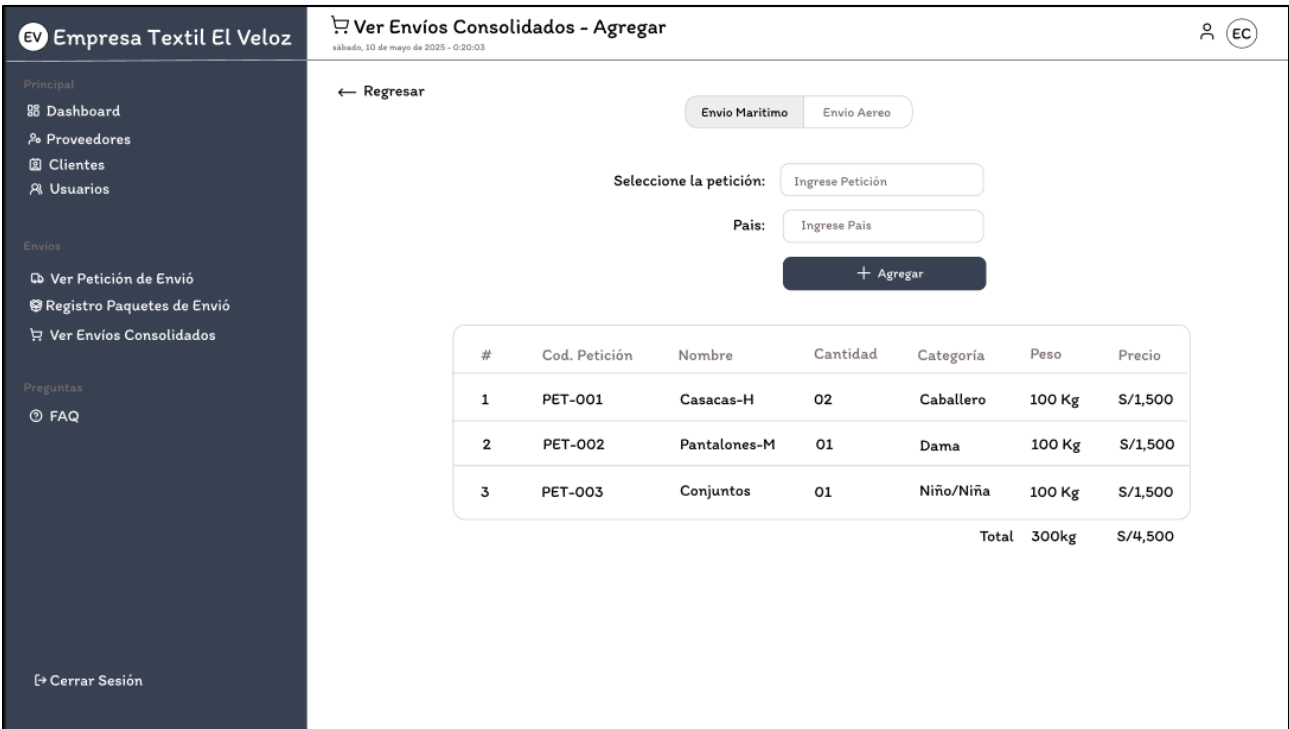 EV Empresa Textil El Veloz
Principal
Dashboard
Proveedores
Clientes
Usuarios
Envíos
Ver Petición de Envió
Registro Paquetes de Envió
Ver Envíos Consolidados
Preguntas
FAQ
Cerrar Sesión
Ver Envíos Consolidados - Agregar
sábado, 10 de mayo de 2025 - 0:20:03
EC
← Regresar
Envio Maritimo Envio Aereo
Seleccione la petición: Ingrese Petición
Pais: Ingrese Pais
+ Agregar
# Cod. Petición Nombre Cantidad Categoría Peso Precio
1 PET-001 Casacas-H 02 Caballero 100 Kg S/1,500
2 PET-002 Pantalones-M 01 Dama 100 Kg S/1,500
3 PET-003 Conjuntos 01 Niño/Niña 100 Kg S/1,500
Total 300kg S/4,500